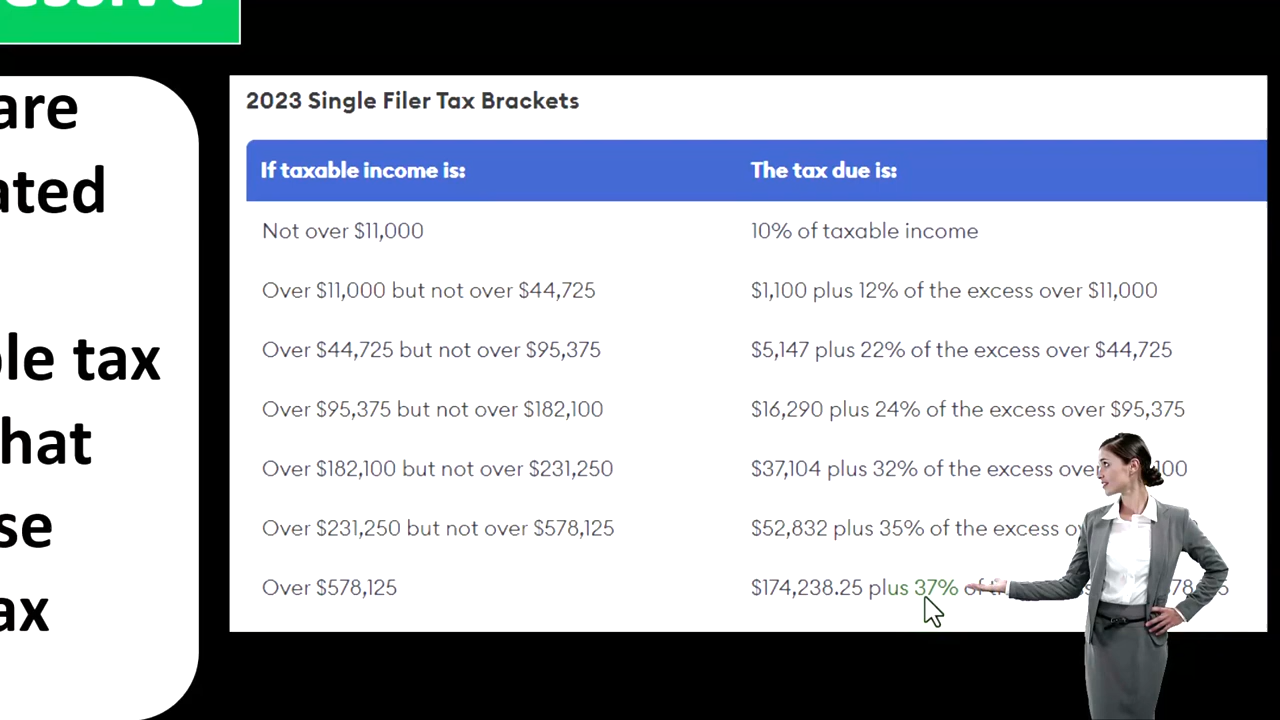 are
ated
ple tax
hat
se
ax
2023 Single Filer Tax Brackets
If taxable income is: The tax due is:
Not over $11,000 10% of taxable income
Over $11,000 but not over $44,725 $1,100 plus 12% of the excess over $11,000
Over $44,725 but not over $95,375 $5,147 plus 22% of the excess over $44,725
Over $95,375 but not over $182,100 $16,290 plus 24% of the excess over $95,375
Over $182,100 but not over $231,250 $37,104 plus 32% of the excess over
Over $231,250 but not over $578,125 $52,832 plus 35% of the excess
Over $578,125 $174,238.25 plus 37% of